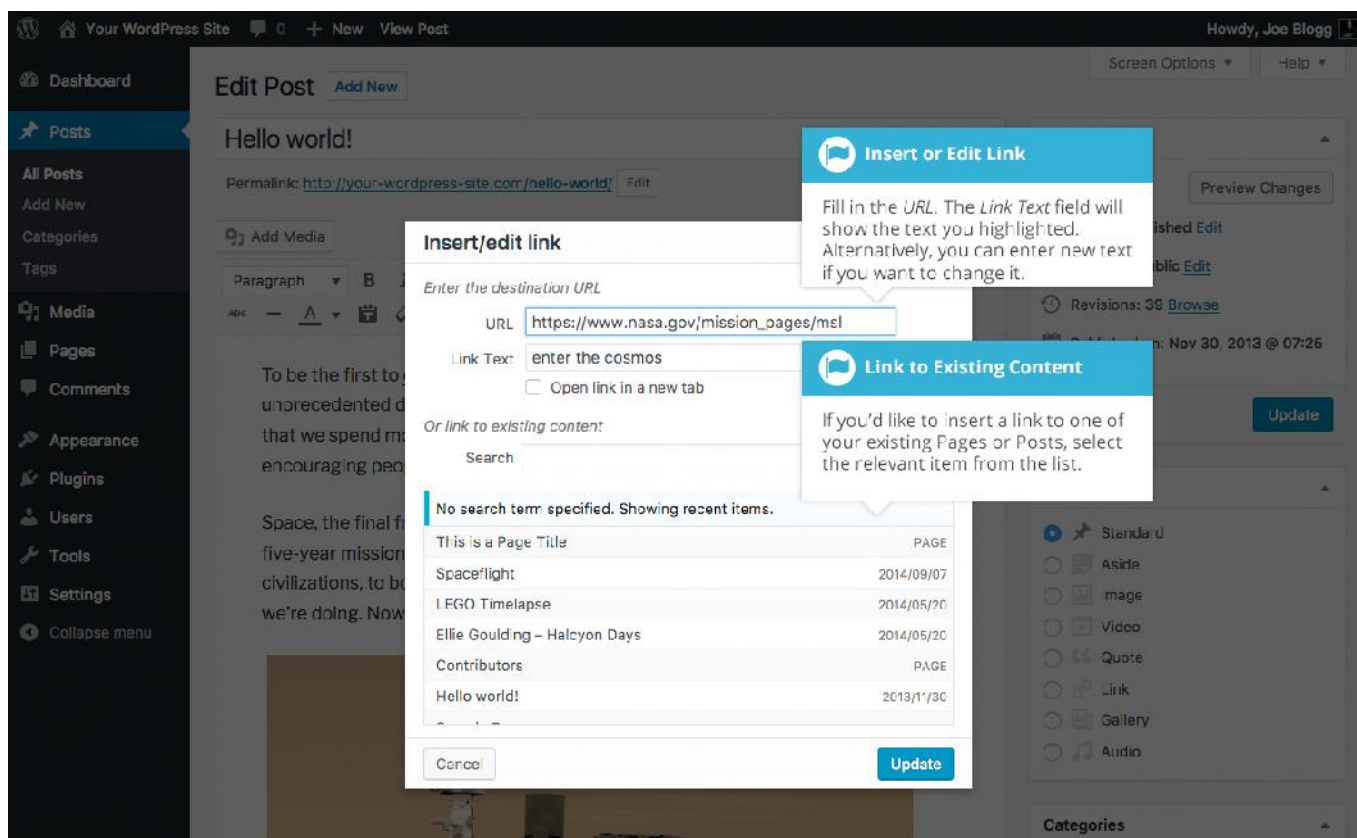 Your WordPress Site 0 + New View Post Howdy, Joe Blogg
Screen Options Help
Dashboard
Edit Post Add New
Posts
Hello world!
All Posts
Add New
Categories
Tags
Permalink: http://your-wordpress-site.com/hello-world/ Edit
Preview Changes
Add Media
Paragraph B
ABC A
Insert or Edit Link
Fill in the URL. The Link Text field will
show the text you highlighted.
Alternatively, you can enter new text
if you want to change it.
Edit
Edit
Revisions: 39 Browse
Nov 30, 2013 @ 07:26
Update
Media
Pages
Comments
Appearance
Plugins
Users
Tools
Settings
Collapse menu
To be the first to
unprecedented
that we spend
encouraging
Space, the final
five-year mission
civilizations, to
we're doing. Now
Insert/edit link
Enter the destination URL
URL https://www.nasa.gov/mission_pages/msl
Link Text enter the cosmos
Open link in a new tab
Or link to existing content
Search
Link to Existing Content
If you'd like to insert a link to one of
your existing Pages or Posts, select
the relevant item from the list.
No search term specified. Showing recent items.
This is a Page Title PAGE
Spaceflight 2014/09/07
LEGO Timelapse 2014/05/20
Ellie Goulding – Halcyon Days 2014/05/20
Contributors PAGE
Hello world! 2013/11/30
Cancel Update
Standard
Aside
Image
Video
Quote
Link
Gallery
Audio
Categories